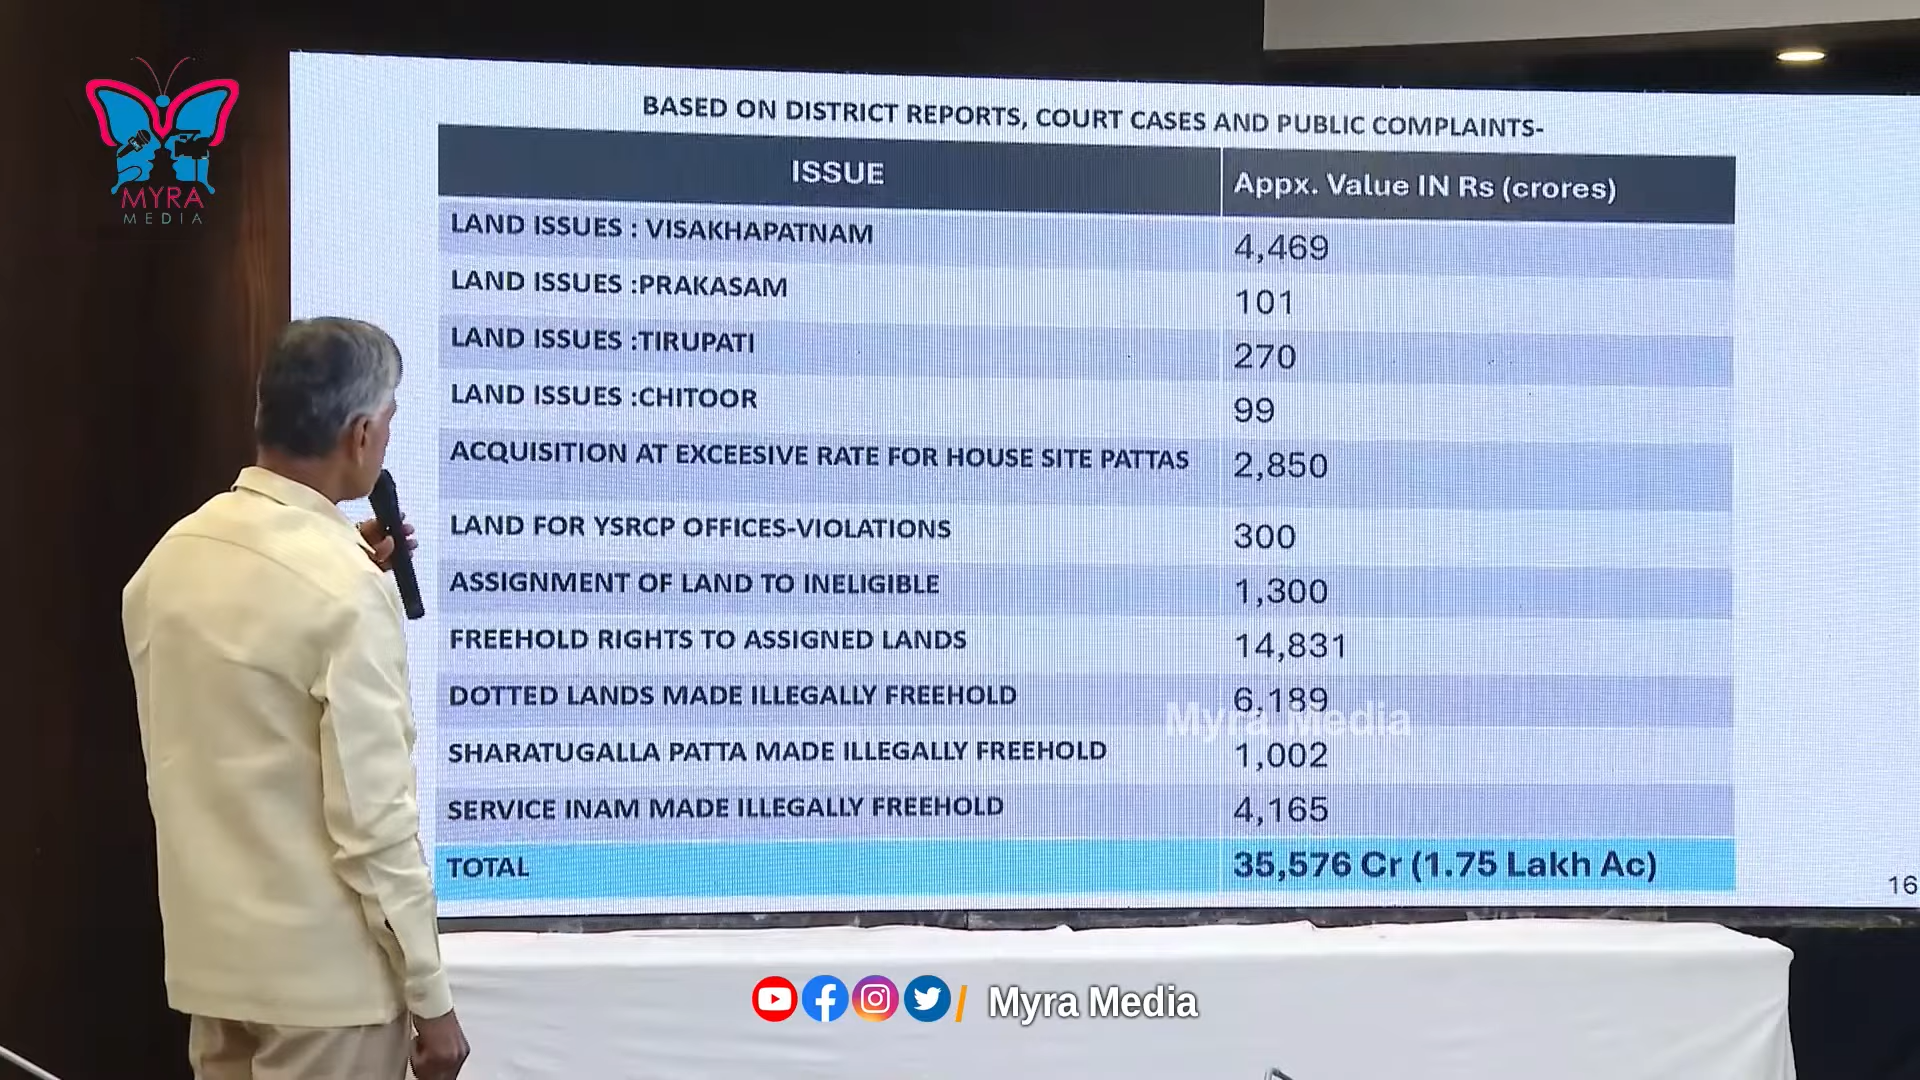 MYRA
MEDIA
BASED ON DISTRICT REPORTS, COURT CASES AND PUBLIC COMPLAINTS-
ISSUE Appx. Value IN Rs (crores)
LAND ISSUES : VISAKHAPATNAM 4,469
LAND ISSUES :PRAKASAM 101
LAND ISSUES :TIRUPATI 270
LAND ISSUES :CHITOOR 99
ACQUISITION AT EXCEESIVE RATE FOR HOUSE SITE PATTAS 2,850
LAND FOR YSRCP OFFICES-VIOLATIONS 300
ASSIGNMENT OF LAND TO INELIGIBLE 1,300
FREEHOLD RIGHTS TO ASSIGNED LANDS 14,831
DOTTED LANDS MADE ILLEGALLY FREEHOLD 6,189
Myra Media
SHARATUGALLA PATTA MADE ILLEGALLY FREEHOLD 1,002
SERVICE INAM MADE ILLEGALLY FREEHOLD 4,165
TOTAL 35,576 Cr (1.75 Lakh Ac)
16
/ Myra Media